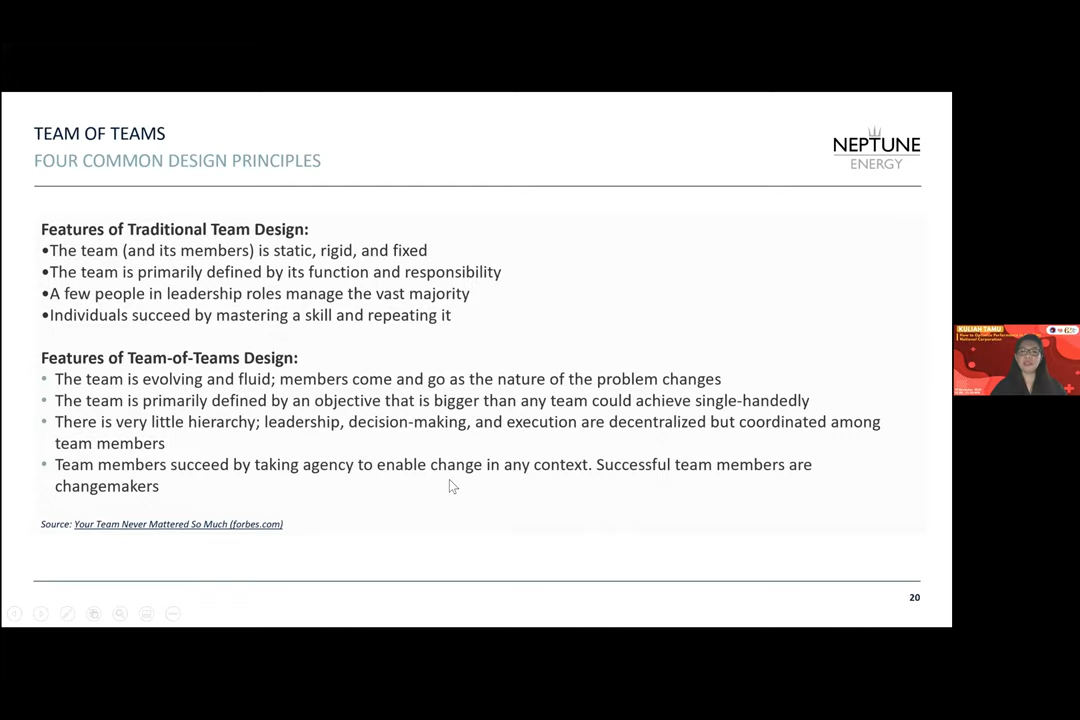 TEAM OF TEAMS
FOUR COMMON DESIGN PRINCIPLES
NEPTUNE
ENERGY
Features of Traditional Team Design:
•The team (and its members) is static, rigid, and fixed
•The team is primarily defined by its function and responsibility
•A few people in leadership roles manage the vast majority
•Individuals succeed by mastering a skill and repeating it
Features of Team-of-Teams Design:
• The team is evolving and fluid; members come and go as the nature of the problem changes
• The team is primarily defined by an objective that is bigger than any team could achieve single-handedly
• There is very little hierarchy; leadership, decision-making, and execution are decentralized but coordinated among
team members
• Team members succeed by taking agency to enable change in any context. Successful team members are
changemakers
Source: Your Team Never Mattered So Much (forbes.com)
20
KULIAH TAMU